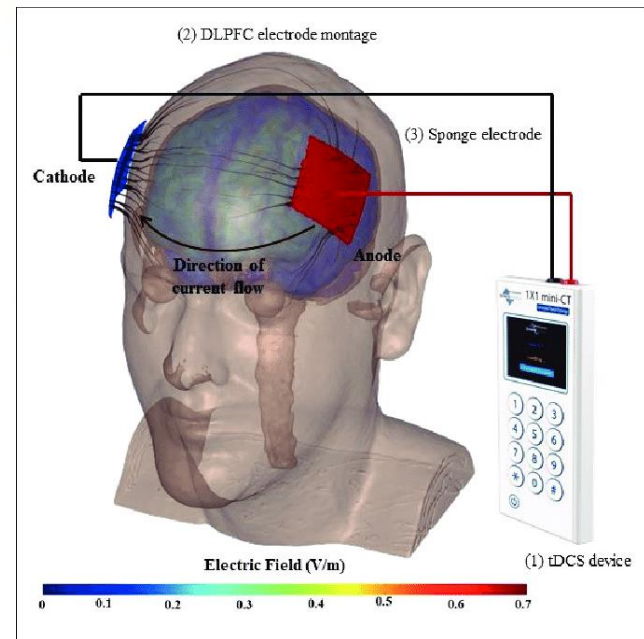 (2) DLPFC electrode montage
(3) Sponge electrode
Cathode
Anode
Direction of
current flow
1X1 mini-CT
1 2 3
4 5 6
7 8 9
* 0 #
(1) tDCS device
Electric Field (V/m)
0 0.1 0.2 0.3 0.4 0.5 0.6 0.7